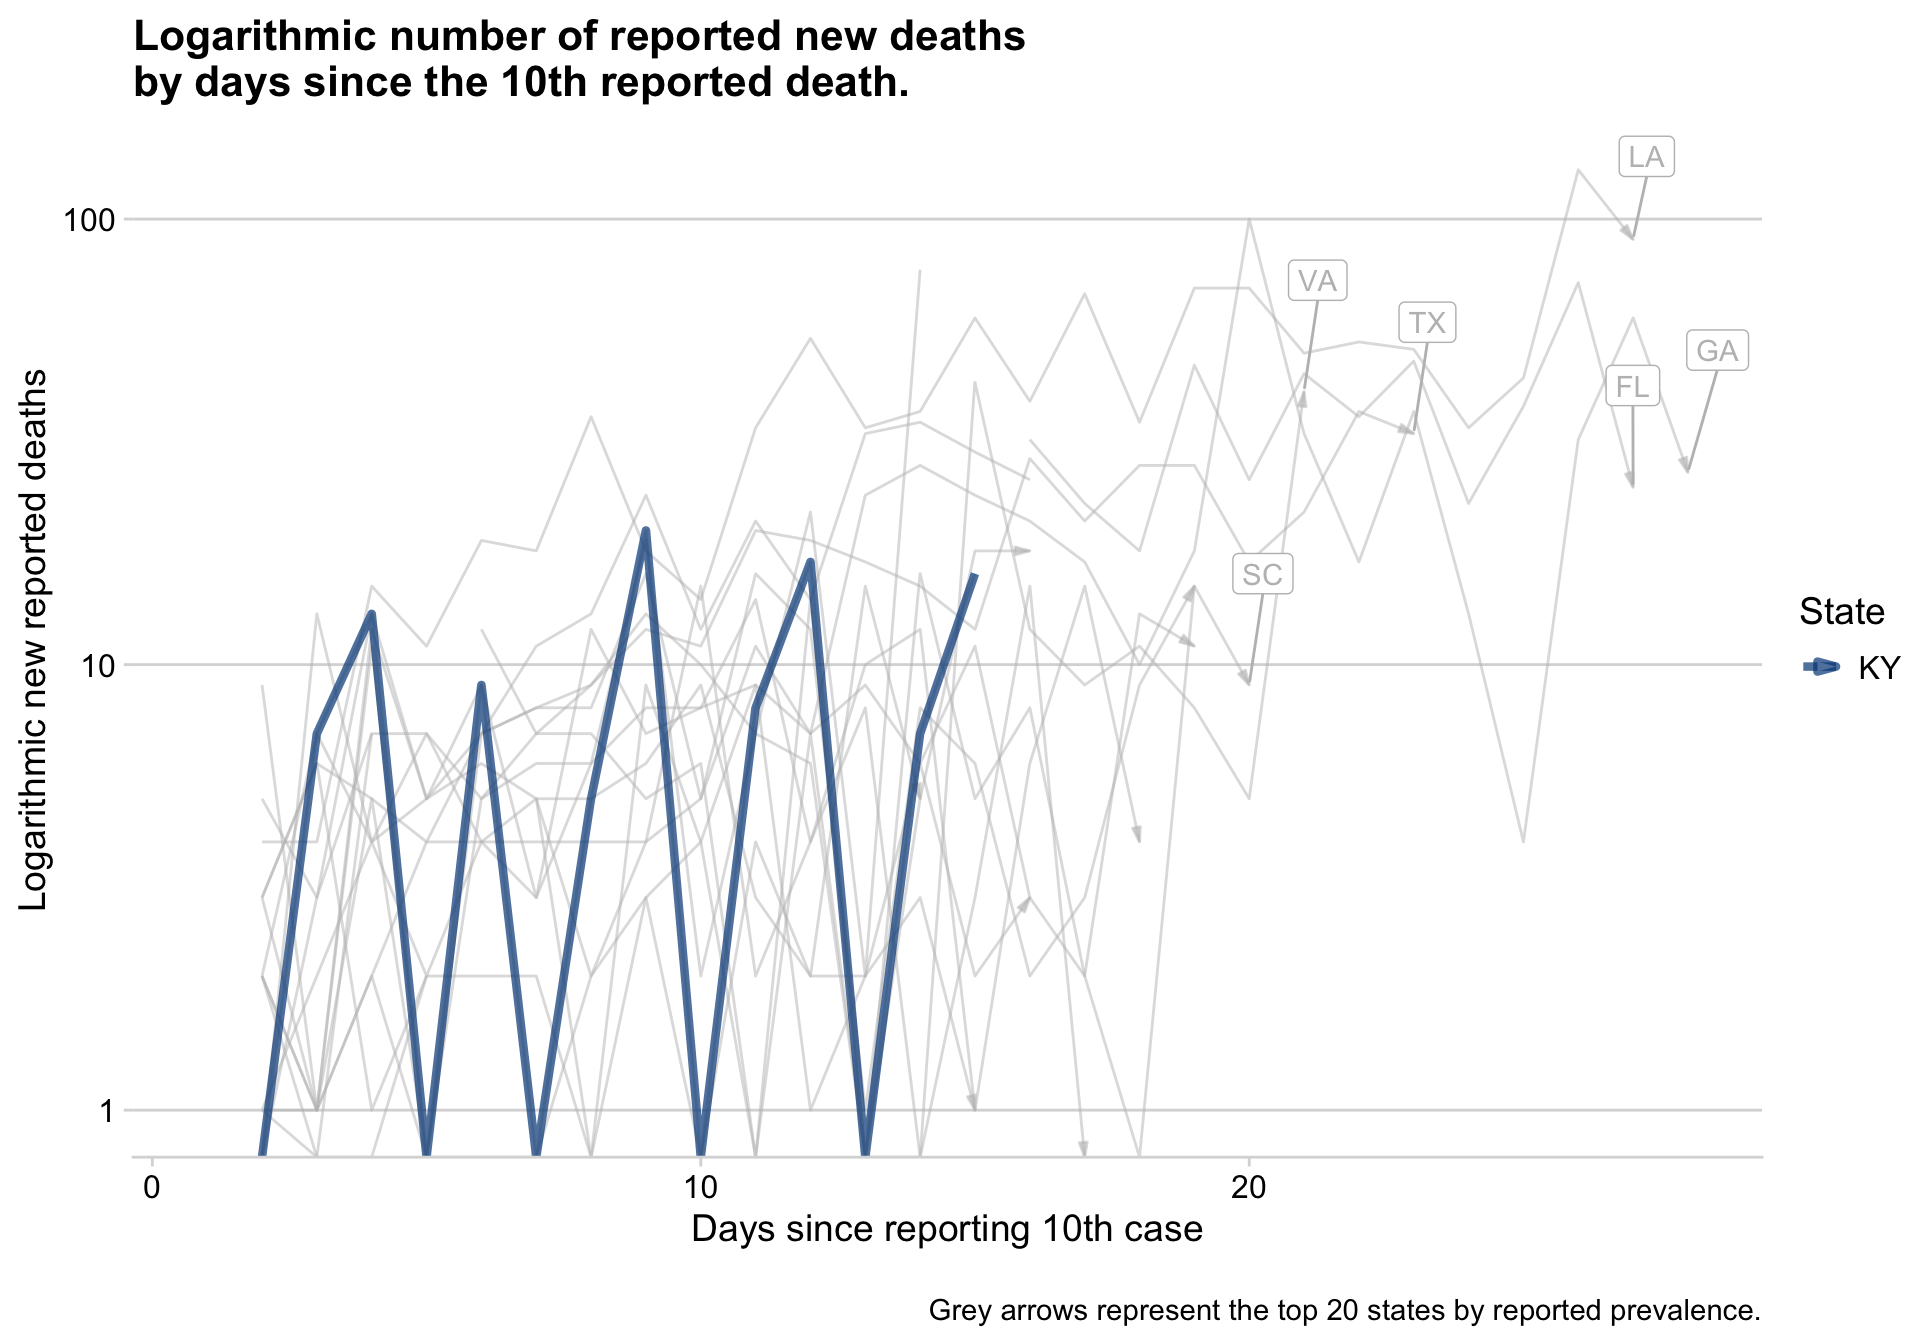 Logarithmic number of reported new deaths
by days since the 10th reported death.
LA
100
VA
TX
GA
FL
SC
10
1
Logarithmic new reported deaths
State
KY
0
10
20
Days since reporting 10th case
Grey arrows represent the top 20 states by reported prevalence.